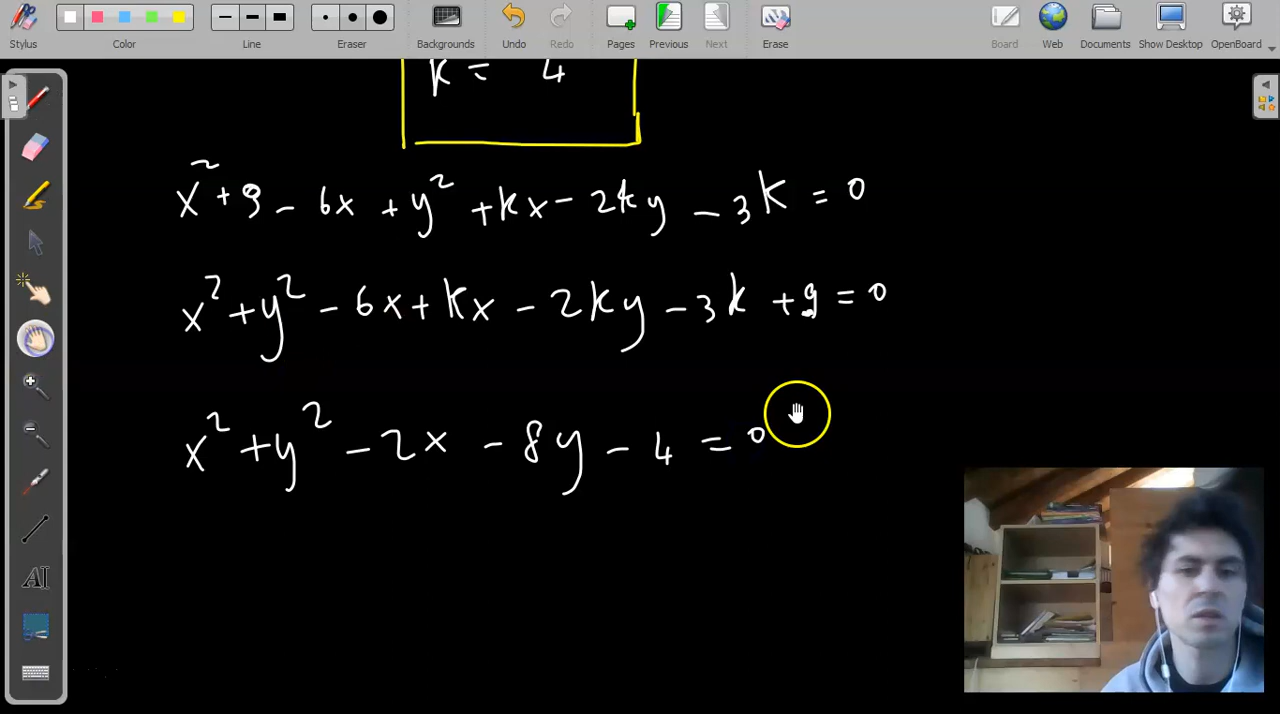 Stylus Color Line Eraser Backgrounds Undo Redo Pages Previous Next Erase Board Web Documents Show Desktop OpenBoard
k = 4
x² + 9 - 6x + y² + kx - 2ky - 3k = 0
x² + y² - 6x + kx - 2ky - 3k + 9 = 0
x² + y² - 2x - 8y - 4 = 0
AI